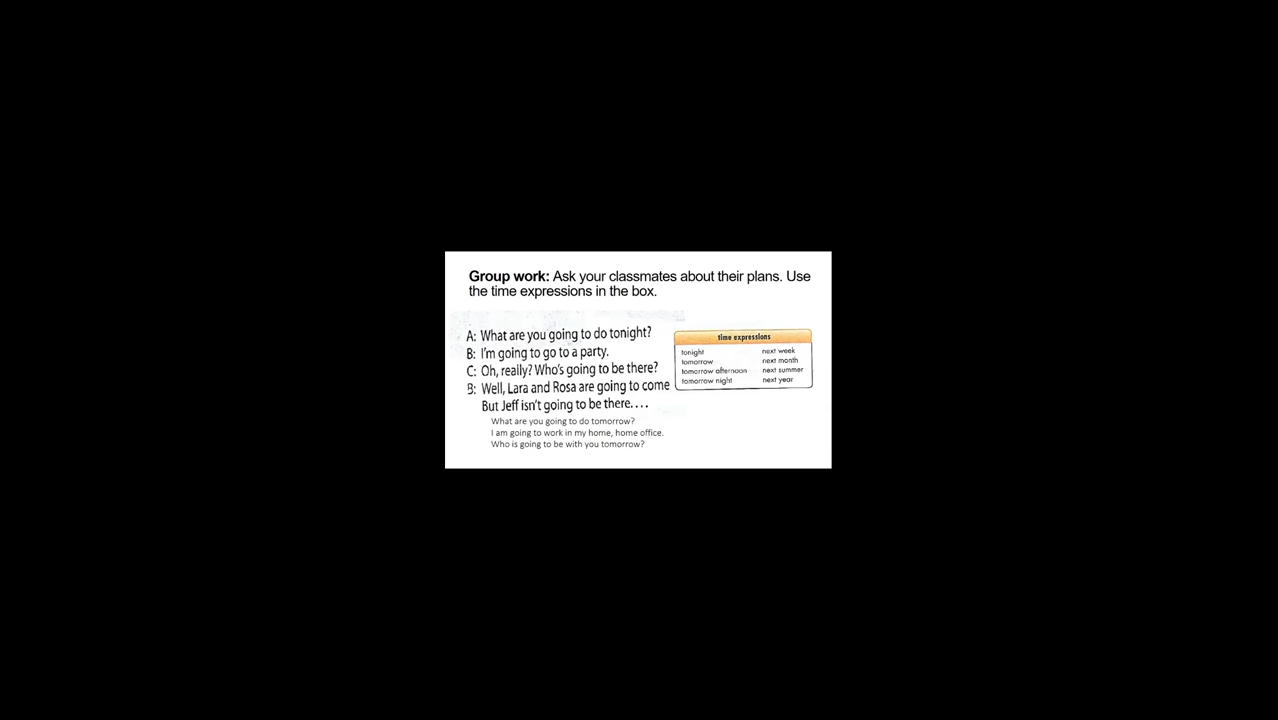 Group work: Ask your classmates about their plans. Use
the time expressions in the box.
A: What are you going to do tonight?
B: I'm going to go to a party.
C: Oh, really? Who's going to be there?
B: Well, Lara and Rosa are going to come
But Jeff isn't going to be there....
What are you going to do tomorrow?
I am going to work in my home, home office.
Who is going to be with you tomorrow?
time expressions
tonight next week
tomorrow next month
tomorrow afternoon next summer
tomorrow night next year